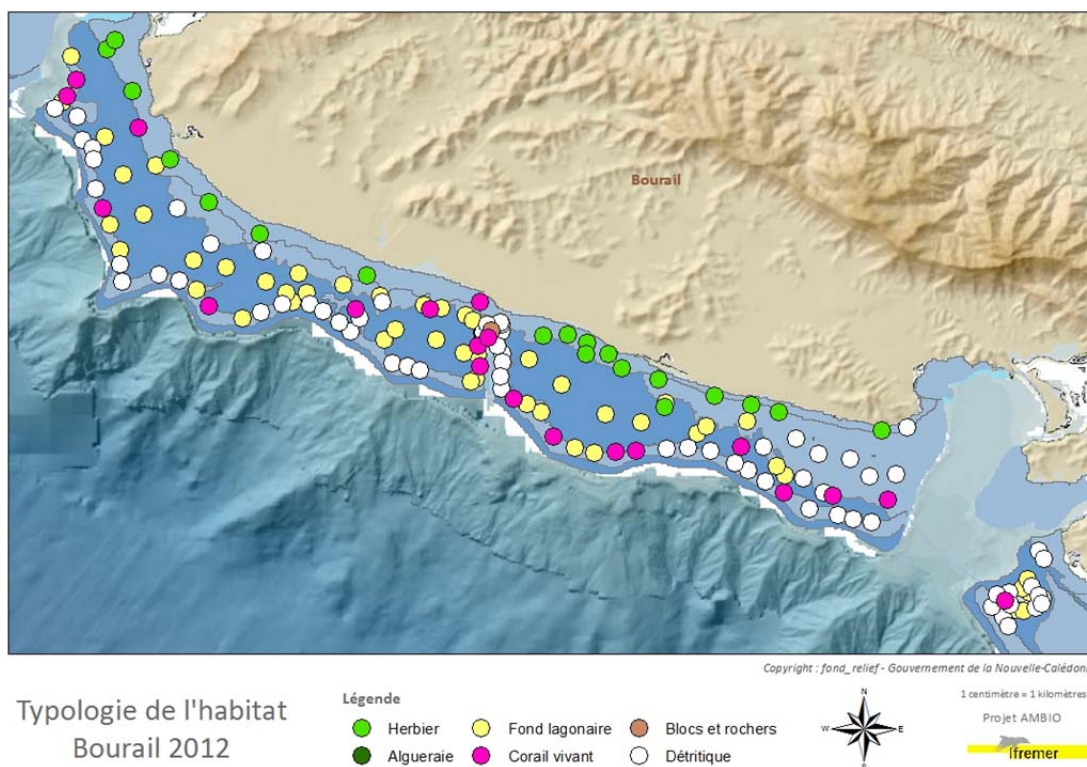 Bourail
Copyright : fond_relief - Gouvernement de la Nouvelle-Calédon
Typologie de l'habitat
Bourail 2012
Légende
Herbier
Fond lagonaire
Blocs et rochers
Algueraie
Corail vivant
Détritique
N
W
E
S
1 centimètre = 1 kilomètres
Projet AMBIO
Ifremer